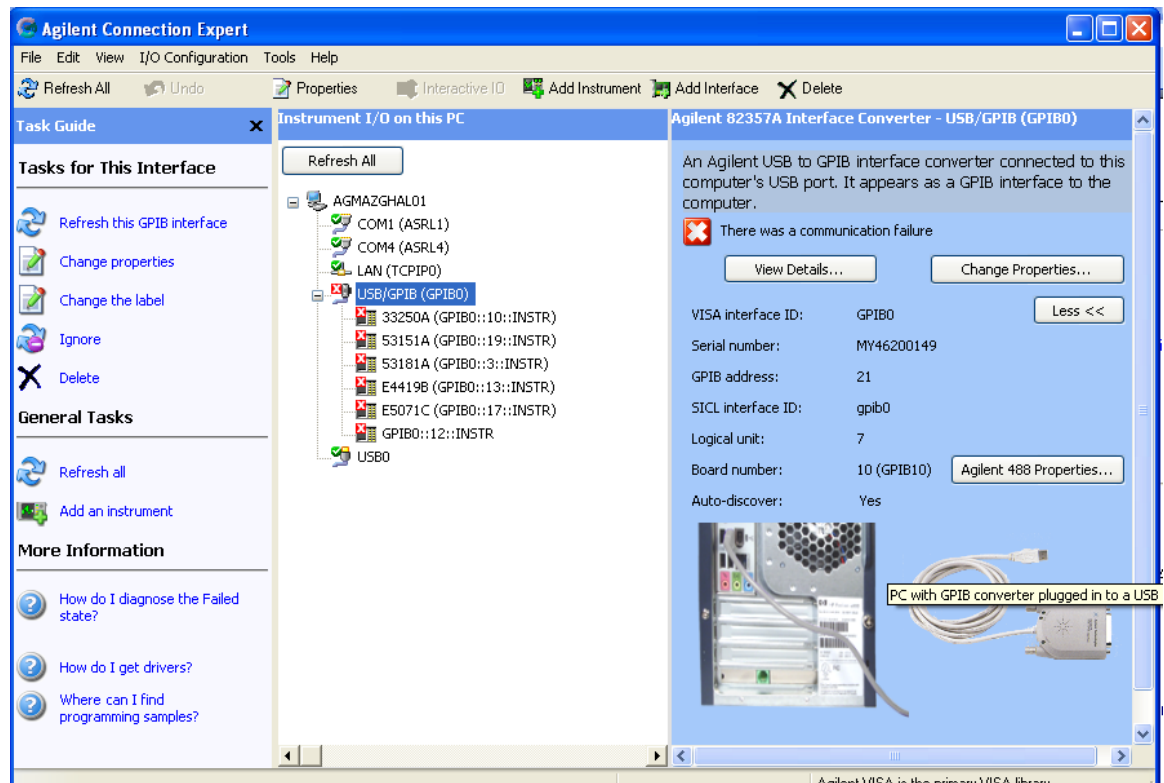 Agilent Connection Expert
File Edit View I/O Configuration Tools Help
Refresh All Undo Properties Interactive IO Add Instrument Add Interface Delete
Task Guide
Tasks for This Interface
Refresh this GPIB interface
Change properties
Change the label
Ignore
Delete
General Tasks
Refresh all
Add an instrument
More Information
How do I diagnose the Failed
state?
How do I get drivers?
Where can I find
programming samples?
Instrument I/O on this PC
Refresh All
AGMAZGHAL01
COM1 (ASRL1)
COM4 (ASRL4)
LAN (TCPIP0)
USB/GPIB (GPIB0)
33250A (GPIB0::10::INSTR)
53151A (GPIB0::19::INSTR)
53181A (GPIB0::3::INSTR)
E4419B (GPIB0::13::INSTR)
E5071C (GPIB0::17::INSTR)
GPIB0::12::INSTR
USB0
Agilent 82357A Interface Converter - USB/GPIB (GPIB0)
An Agilent USB to GPIB interface converter connected to this
computer's USB port. It appears as a GPIB interface to the
computer.
There was a communication failure
View Details... Change Properties...
Less <<
VISA interface ID: GPIB0
Serial number: MY46200149
GPIB address: 21
SICL interface ID: gpib0
Logical unit: 7
Board number: 10 (GPIB10) Agilent 488 Properties...
Auto-discover: Yes
PC with GPIB converter plugged in to a USB
Agilent VISA is the primary VISA library